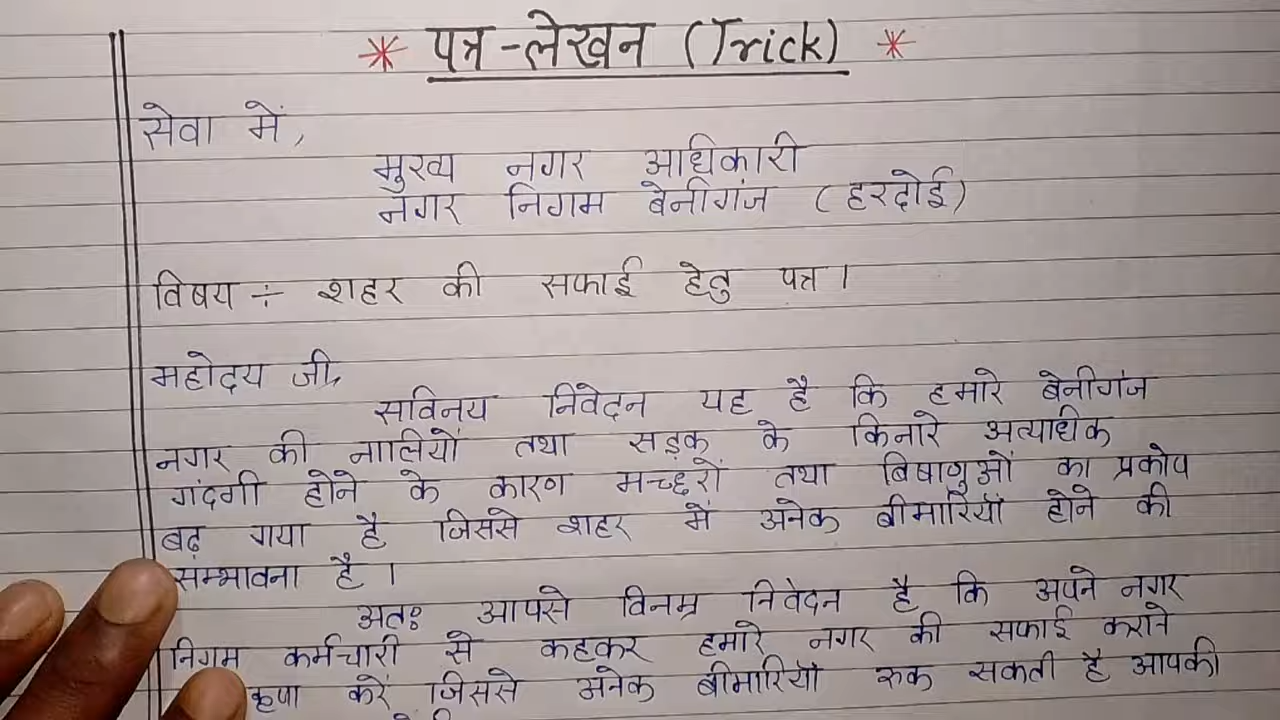 * पत्र-लेखन (Trick) *
सेवा में,
मुख्य नगर अधिकारी
नगर निगम बेनीगंज (हरदोई)
विषय ÷ शहर की सफाई हेतु पत्र।
महोदय जी,
सविनय निवेदन यह है कि हमारे बेनीगंज
नगर की नालियों तथा सड़क के किनारे अत्याधिक
गंदगी होने के कारण मच्छरों तथा बिषाणुओं का प्रकोप
बढ़ गया है जिससे शहर में अनेक बीमारियाँ होने की
सम्भावना है।
अतः आपसे विनम्र निवेदन है कि अपने नगर
निगम कर्मचारी से कहकर हमारे नगर की सफाई कराने
कृपा करें जिससे अनेक बीमारियाँ रुक सकती है आपकी